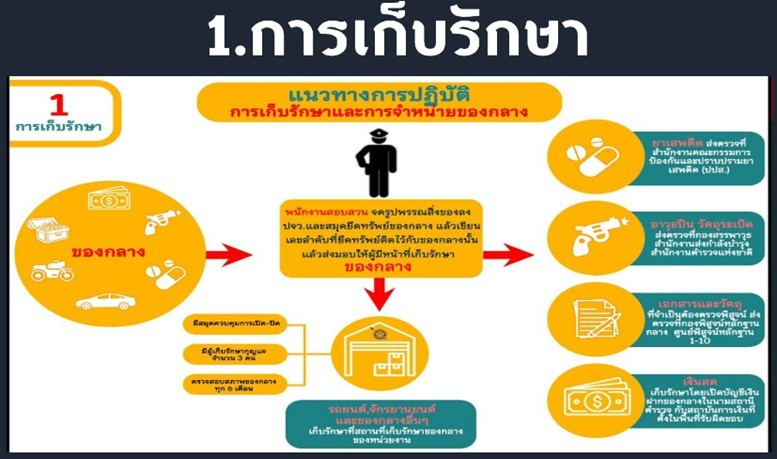 1.การเก็บรักษา
1
การเก็บรักษา
แนวทางการปฏิบัติ
การเก็บรักษาและการจำหน่ายของกลาง
ของกลาง
พนักงานสอบสวน จดรูปพรรณสิ่งของลง
ปจว.และสมุดยึดทรัพย์ของกลาง แล้วเขียน
เลขลำดับที่ยึดทรัพย์ติดไว้กับของกลางนั้น
แล้วส่งมอบให้ผู้มีหน้าที่เก็บรักษา
ของกลาง
มีสมุดควบคุมการเปิด-ปิด
มีผู้เก็บรักษากุญแจ
จำนวน 3 คน
ตรวจสอบสภาพของกลาง
ทุก 6 เดือน
รถยนต์,จักรยานยนต์
และของกลางอื่นๆ
เก็บรักษาที่สถานที่เก็บรักษาของกลาง
ของหน่วยงาน
ยาเสพติด ส่งตรวจที่
สำนักงานคณะกรรมการ
ป้องกันและปราบปรามยา
เสพติด (ปปส.)
อาวุธปืน วัตถุระเบิด
ส่งตรวจที่กองสรรพาวุธ
สำนักงานส่งกำลังบำรุง
สำนักงานตำรวจแห่งชาติ
เอกสารและวัตถุ
ที่จำเป็นต้องตรวจพิสูจน์ ส่ง
ตรวจที่กองพิสูจน์หลักฐาน
กลาง ศูนย์พิสูจน์หลักฐาน
1-10
เงินสด
เก็บรักษาโดยเปิดบัญชีเงิน
ฝากของกลางในนามสถานี
ตำรวจ กับสถาบันการเงินที่
ตั้งในพื้นที่รับผิดชอบ